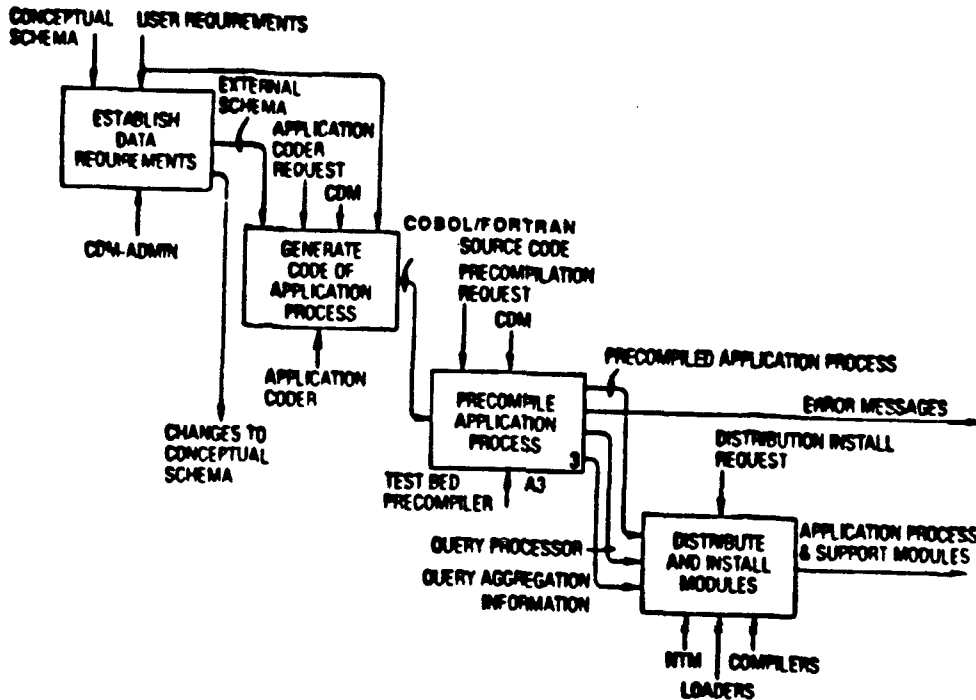 CONCEPTUAL
SCHEMA
USER REQUIREMENTS
EXTERNAL
SCHEMA
ESTABLISH
DATA
REQUIREMENTS
APPLICATION
CODER
REQUEST
CDM
CDM-ADMIN
COBOL/FORTRAN
SOURCE CODE
GENERATE
CODE OF
APPLICATION
PROCESS
PRECOMPILATION
REQUEST
CDM
APPLICATION
CODER
PRECOMPILED APPLICATION PROCESS
PRECOMPILE
APPLICATION
PROCESS
3
ERROR MESSAGES
CHANGES TO
CONCEPTUAL
SCHEMA
DISTRIBUTION INSTALL
REQUEST
TEST BED
PRECOMPILER
A3
QUERY PROCESSOR
DISTRIBUTE
AND INSTALL
MODULES
APPLICATION PROCESS
& SUPPORT MODULES
QUERY AGGREGATION
INFORMATION
NTM
LOADERS
COMPILERS